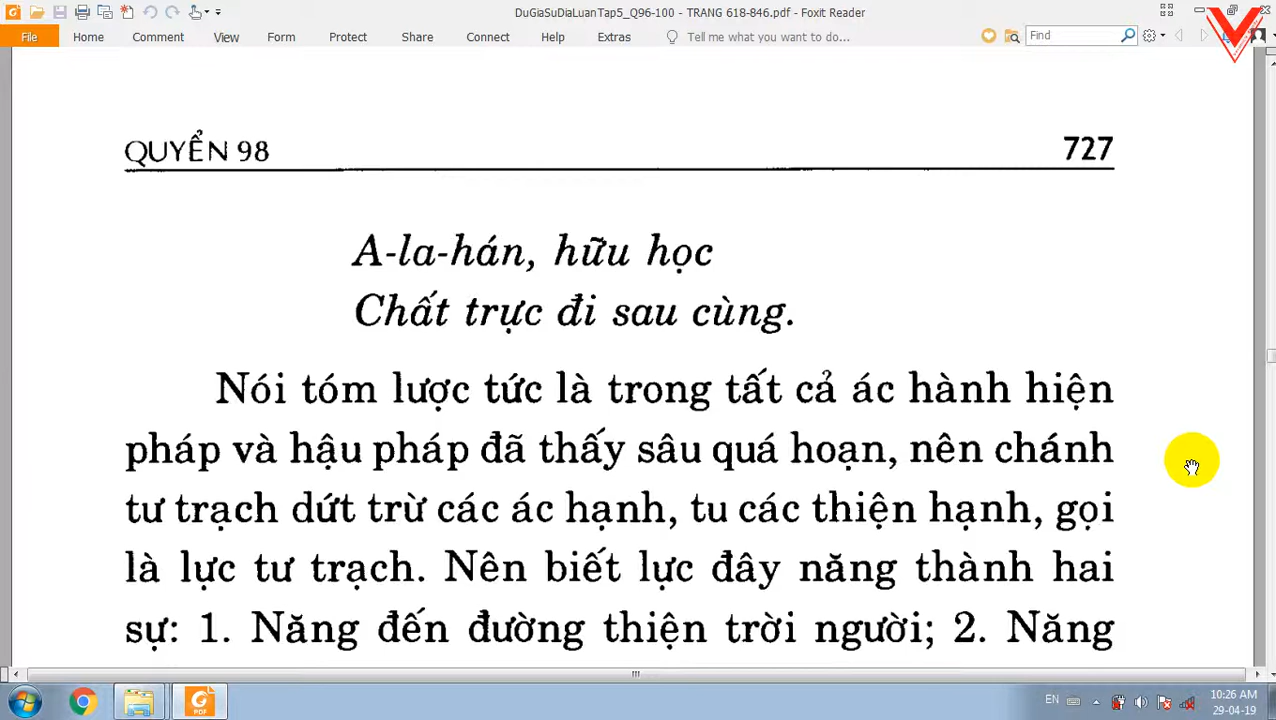 DuGiaSuDiaLuanTap5_Q96-100 - TRANG 618-846.pdf - Foxit Reader
File Home Comment View Form Protect Share Connect Help Extras Tell me what you want to do... Find
QUYỂN 98 727
A-la-hán, hữu học
Chất trực đi sau cùng.
Nói tóm lược tức là trong tất cả ác hành hiện
pháp và hậu pháp đã thấy sâu quá hoạn, nên chánh
tư trạch dứt trừ các ác hạnh, tu các thiện hạnh, gọi
là lực tư trạch. Nên biết lực đây năng thành hai
sự: 1. Năng đến đường thiện trời người; 2. Năng
PDF
EN
10:26 AM
29-04-19